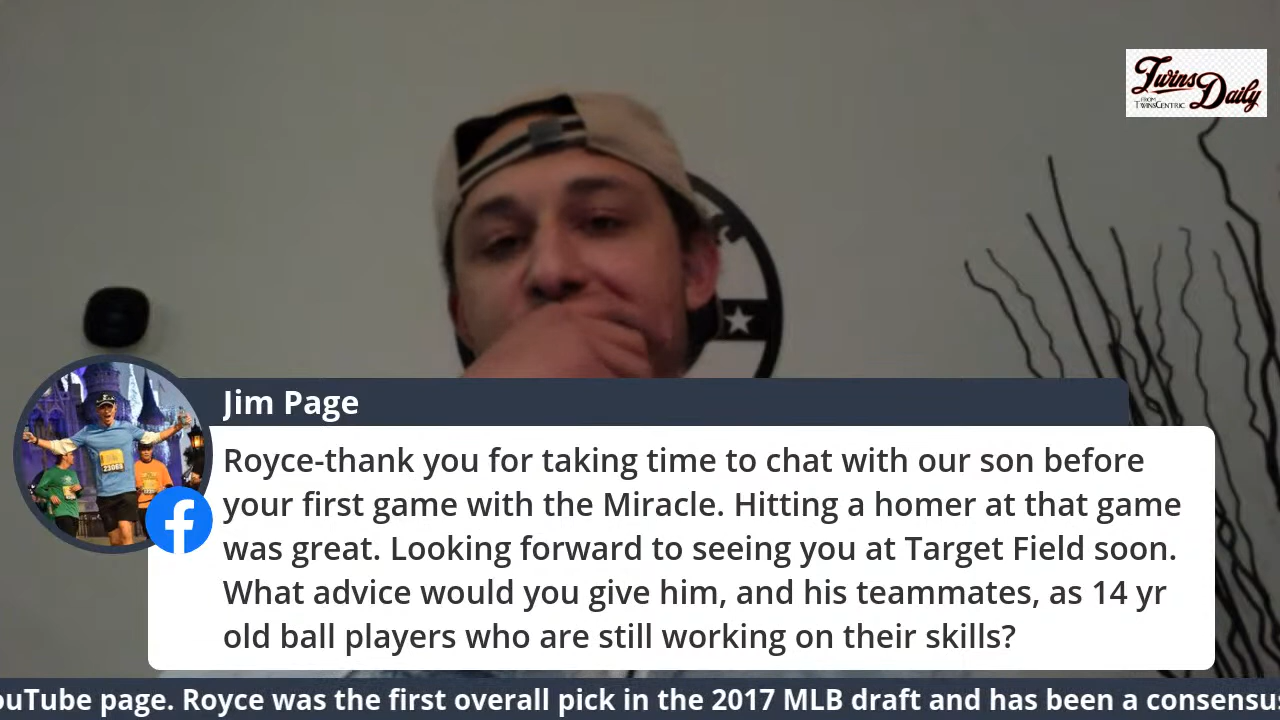 Twins
Daily
FROM
TWINSCENTRIC
Jim Page
Royce-thank you for taking time to chat with our son before
your first game with the Miracle. Hitting a homer at that game
was great. Looking forward to seeing you at Target Field soon.
What advice would you give him, and his teammates, as 14 yr
old ball players who are still working on their skills?
ouTube page. Royce was the first overall pick in the 2017 MLB draft and has been a consensu